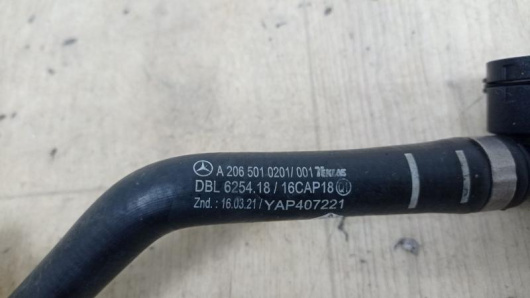 A 206 501 0201/ 001
DBL 6254.18 / 16CAP18
Znd. : 16.03.21 / YAP407221